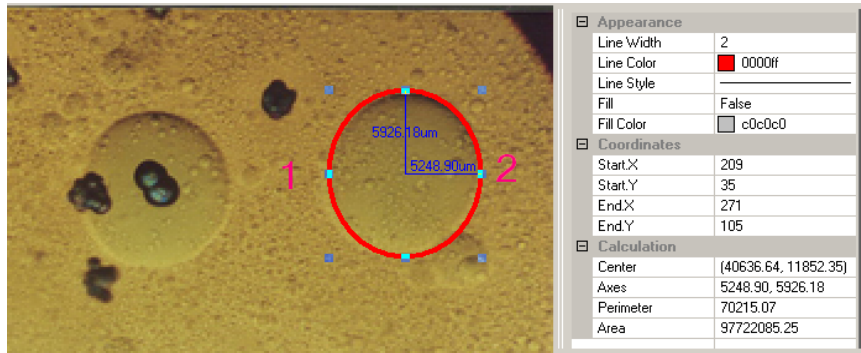 5926.18um
5248.90um
1
2
Appearance
Line Width 2
Line Color 0000ff
Line Style
Fill False
Fill Color c0c0c0
Coordinates
Start.X 209
Start.Y 35
End.X 271
End.Y 105
Calculation
Center (40636.64, 11852.35)
Axes 5248.90, 5926.18
Perimeter 70215.07
Area 97722085.25